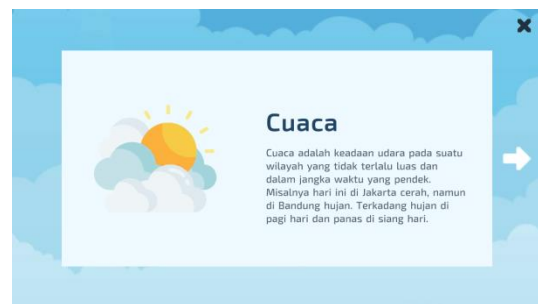 Cuaca
Cuaca adalah keadaan udara pada suatu
wilayah yang tidak terlalu luas dan
dalam jangka waktu yang pendek.
Misalnya hari ini di Jakarta cerah, namun
di Bandung hujan. Terkadang hujan di
pagi hari dan panas di siang hari.